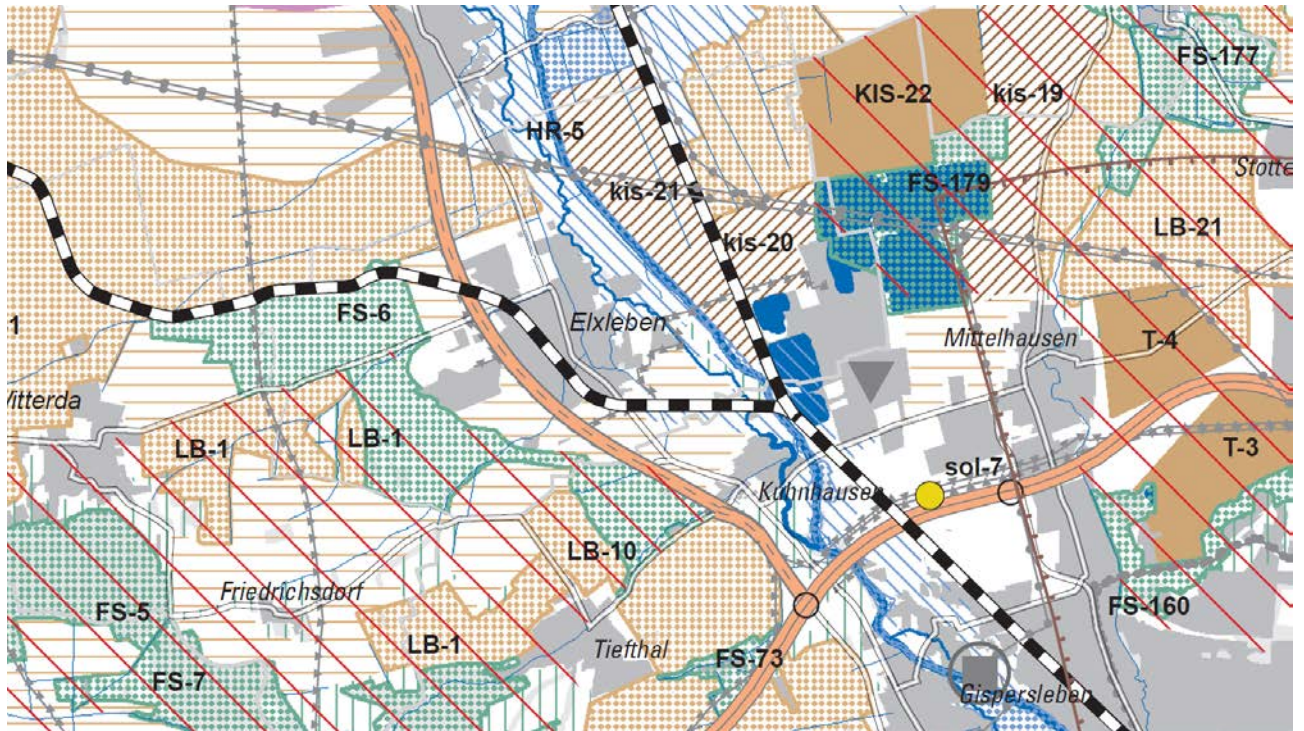 FS-177
KIS-22
kis-19
HR-5
Stotte
kis-21
FS-179
LB-21
kis-20
FS-6
Elxleben
Mittelhausen
T-4
1
Witterda
LB-1
LB-1
T-3
sol-7
Kühnhausen
LB-10
Friedrichsdorf
FS-5
FS-160
LB-1
Tiefthal
FS-73
FS-7
Gispersleben